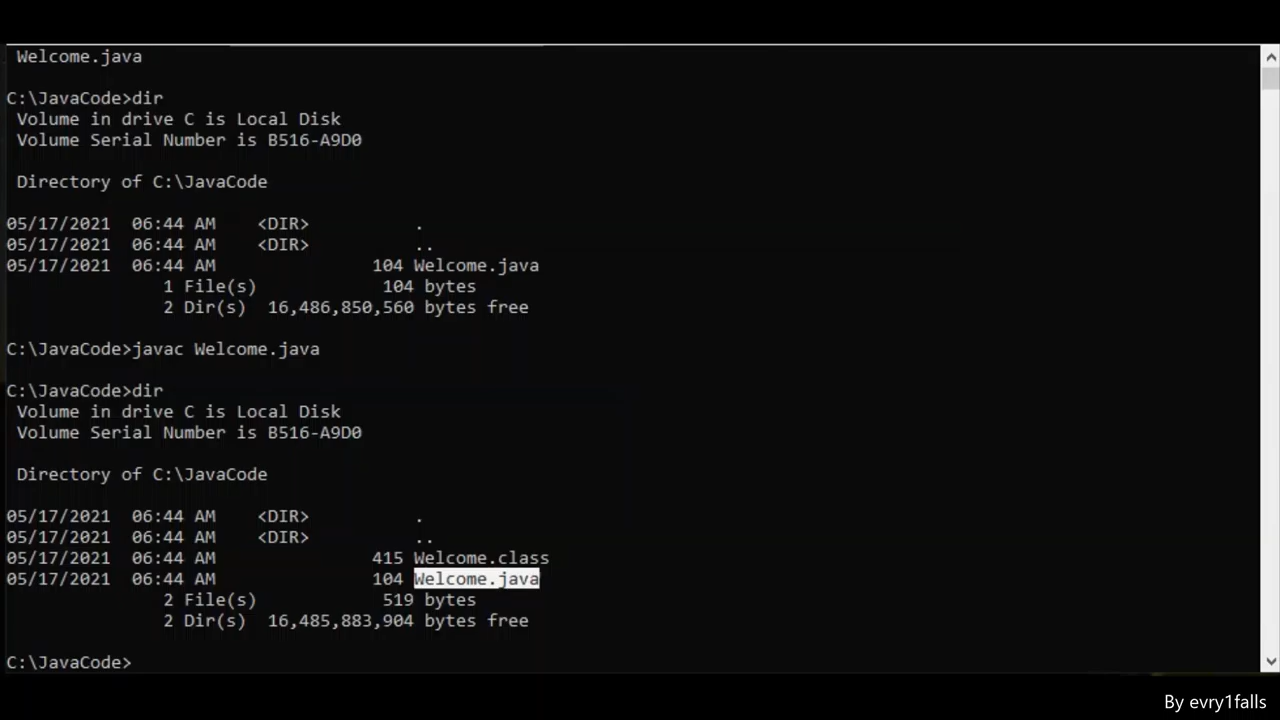 Welcome.java
C:\JavaCode>dir
Volume in drive C is Local Disk
Volume Serial Number is B516-A9D0
Directory of C:\JavaCode
05/17/2021  06:44 AM    <DIR>          .
05/17/2021  06:44 AM    <DIR>          ..
05/17/2021  06:44 AM               104 Welcome.java
1 File(s)            104 bytes
2 Dir(s)  16,486,850,560 bytes free
C:\JavaCode>javac Welcome.java
C:\JavaCode>dir
Volume in drive C is Local Disk
Volume Serial Number is B516-A9D0
Directory of C:\JavaCode
05/17/2021  06:44 AM    <DIR>          .
05/17/2021  06:44 AM    <DIR>          ..
05/17/2021  06:44 AM               415 Welcome.class
05/17/2021  06:44 AM               104 Welcome.java
2 File(s)            519 bytes
2 Dir(s)  16,485,883,904 bytes free
C:\JavaCode>
By evry1falls